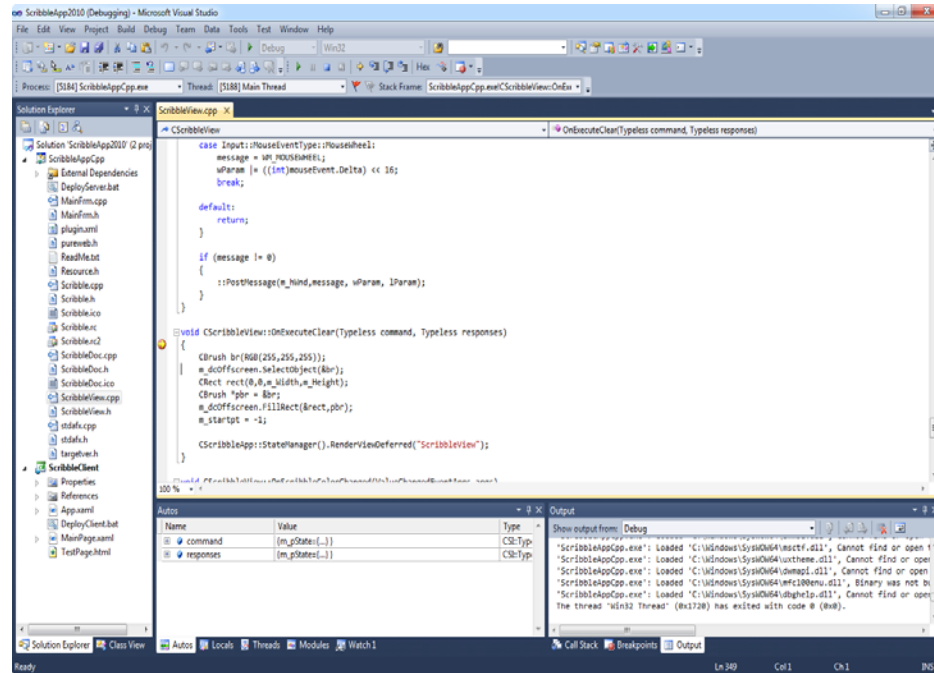 ScribbleApp2010 (Debugging) - Microsoft Visual Studio
File Edit View Project Build Debug Team Data Tools Test Window Help
Debug Win32
Hex
Process: [5184] ScribbleAppCpp.exe Thread: [5188] Main Thread Stack Frame: ScribbleAppCpp.exe!CScribbleView::OnExe
Solution Explorer
Solution 'ScribbleApp2010' (2 proj
ScribbleAppCpp
External Dependencies
DeployServer.bat
MainFrm.cpp
MainFrm.h
plugin.xml
pureweb.h
ReadMe.txt
Resource.h
Scribble.cpp
Scribble.h
Scribble.ico
Scribble.rc
Scribble.rc2
ScribbleDoc.cpp
ScribbleDoc.h
ScribbleDoc.ico
ScribbleView.cpp
ScribbleView.h
stdafx.cpp
stdafx.h
targetver.h
ScribbleClient
Properties
References
App.xaml
DeployClient.bat
MainPage.xaml
TestPage.html
Solution Explorer Class View
ScribbleView.cpp X
CScribbleView OnExecuteClear(Typeless command, Typeless responses)
case Input::MouseEventType::MouseWheel:
message = WM_MOUSEWHEEL;
wParam |= ((int)mouseEvent.Delta) << 16;
break;
default:
return;
}
if (message != 0)
{
::PostMessage(m_hWnd,message, wParam, lParam);
}
}
void CScribbleView::OnExecuteClear(Typeless command, Typeless responses)
{
CBrush br(RGB(255,255,255));
m_dcOffscreen.SelectObject(&br);
CRect rect(0,0,m_Width,m_Height);
CBrush *pbr = &br;
m_dcOffscreen.FillRect(&rect,pbr);
m_startpt = -1;
CScribbleApp::StateManager().RenderViewDeferred("ScribbleView");
}
void CScribbleView::OnScribbleColorChanged(ValueChangedEventArgs args)
100 %
Autos
Name Value Type
command {m_pState={...}} CSI::Typ
responses {m_pState={...}} CSI::Typ
Autos Locals Threads Modules Watch 1
Output
Show output from: Debug
'ScribbleAppCpp.exe': Loaded 'C:\Windows\SysWOW64\msctf.dll', Cannot find or open t
'ScribbleAppCpp.exe': Loaded 'C:\Windows\SysWOW64\uxtheme.dll', Cannot find or open
'ScribbleAppCpp.exe': Loaded 'C:\Windows\SysWOW64\dwmapi.dll', Cannot find or open
'ScribbleAppCpp.exe': Loaded 'C:\Windows\SysWOW64\mfc100enu.dll', Binary was not bu
'ScribbleAppCpp.exe': Loaded 'C:\Windows\SysWOW64\dbghelp.dll', Cannot find or open
The thread 'Win32 Thread' (0x1720) has exited with code 0 (0x0).
Call Stack Breakpoints Output
Ready Ln 349 Col 1 Ch 1 INS